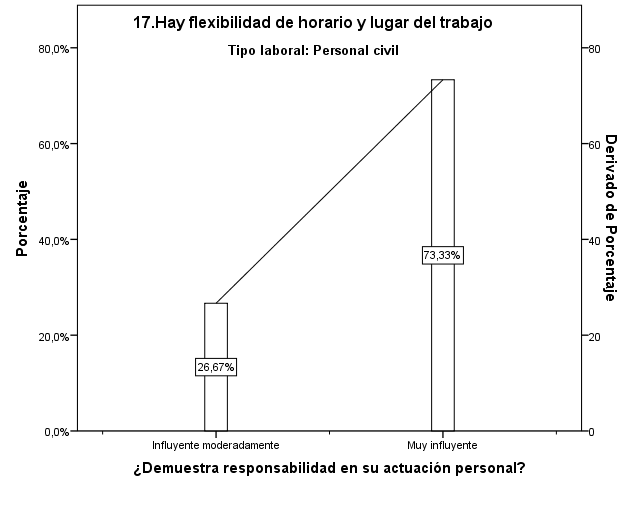 17.Hay flexibilidad de horario y lugar del trabajo
Tipo laboral: Personal civil
80,0%
60,0%
40,0%
20,0%
0,0%
Porcentaje
80
60
40
20
0
Derivado de Porcentaje
26,67%
73,33%
Influyente moderadamente
Muy influyente
¿Demuestra responsabilidad en su actuación personal?